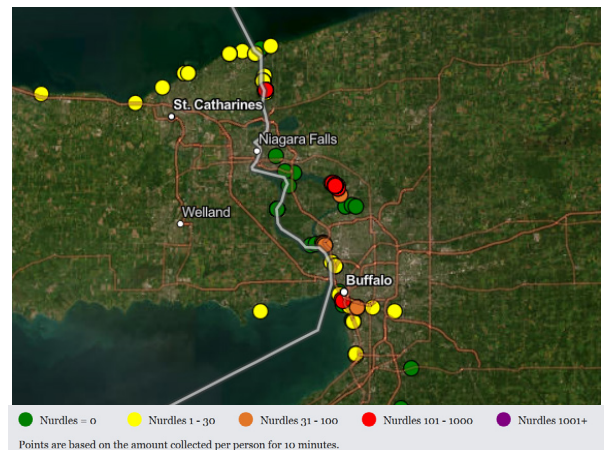 St. Catharines
Niagara Falls
Welland
Buffalo
Nurdles = 0 Nurdles 1 - 30 Nurdles 31 - 100 Nurdles 101 - 1000 Nurdles 1001+
Points are based on the amount collected per person for 10 minutes.